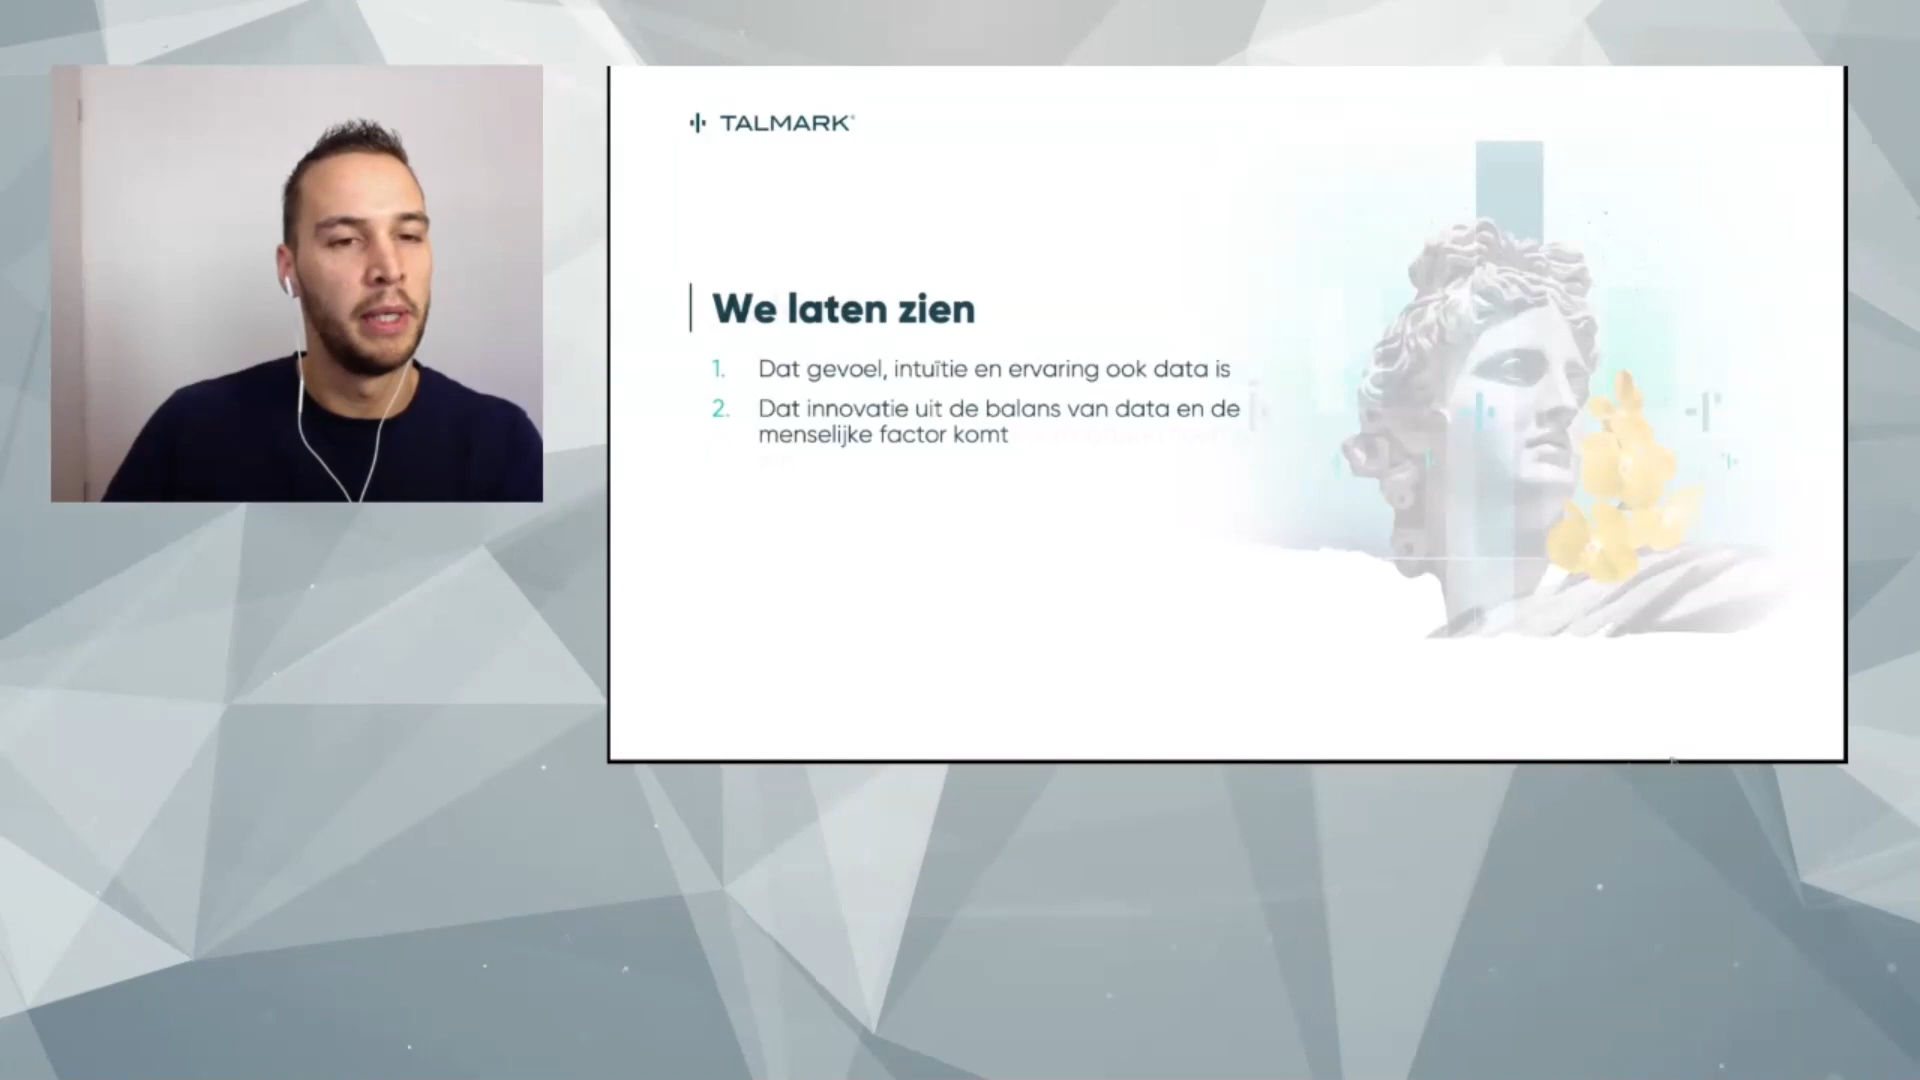 TALMARK®
We laten zien
1. Dat gevoel, intuïtie en ervaring ook data is
2. Dat innovatie uit de balans van data en de
menselijke factor komt